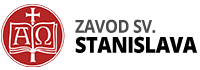 ΑΩ
ZAVOD SV.
STANISLAVA